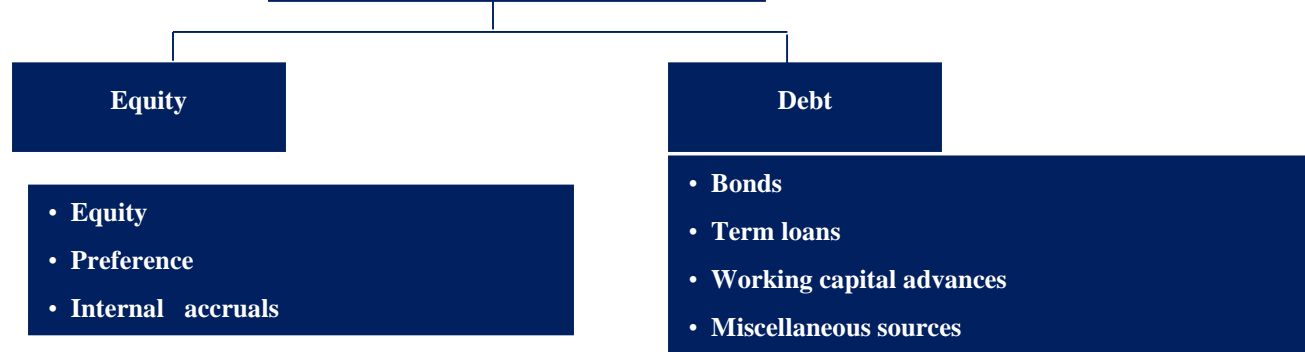 Equity
Debt
• Equity
• Preference
• Internal accruals
• Bonds
• Term loans
• Working capital advances
• Miscellaneous sources